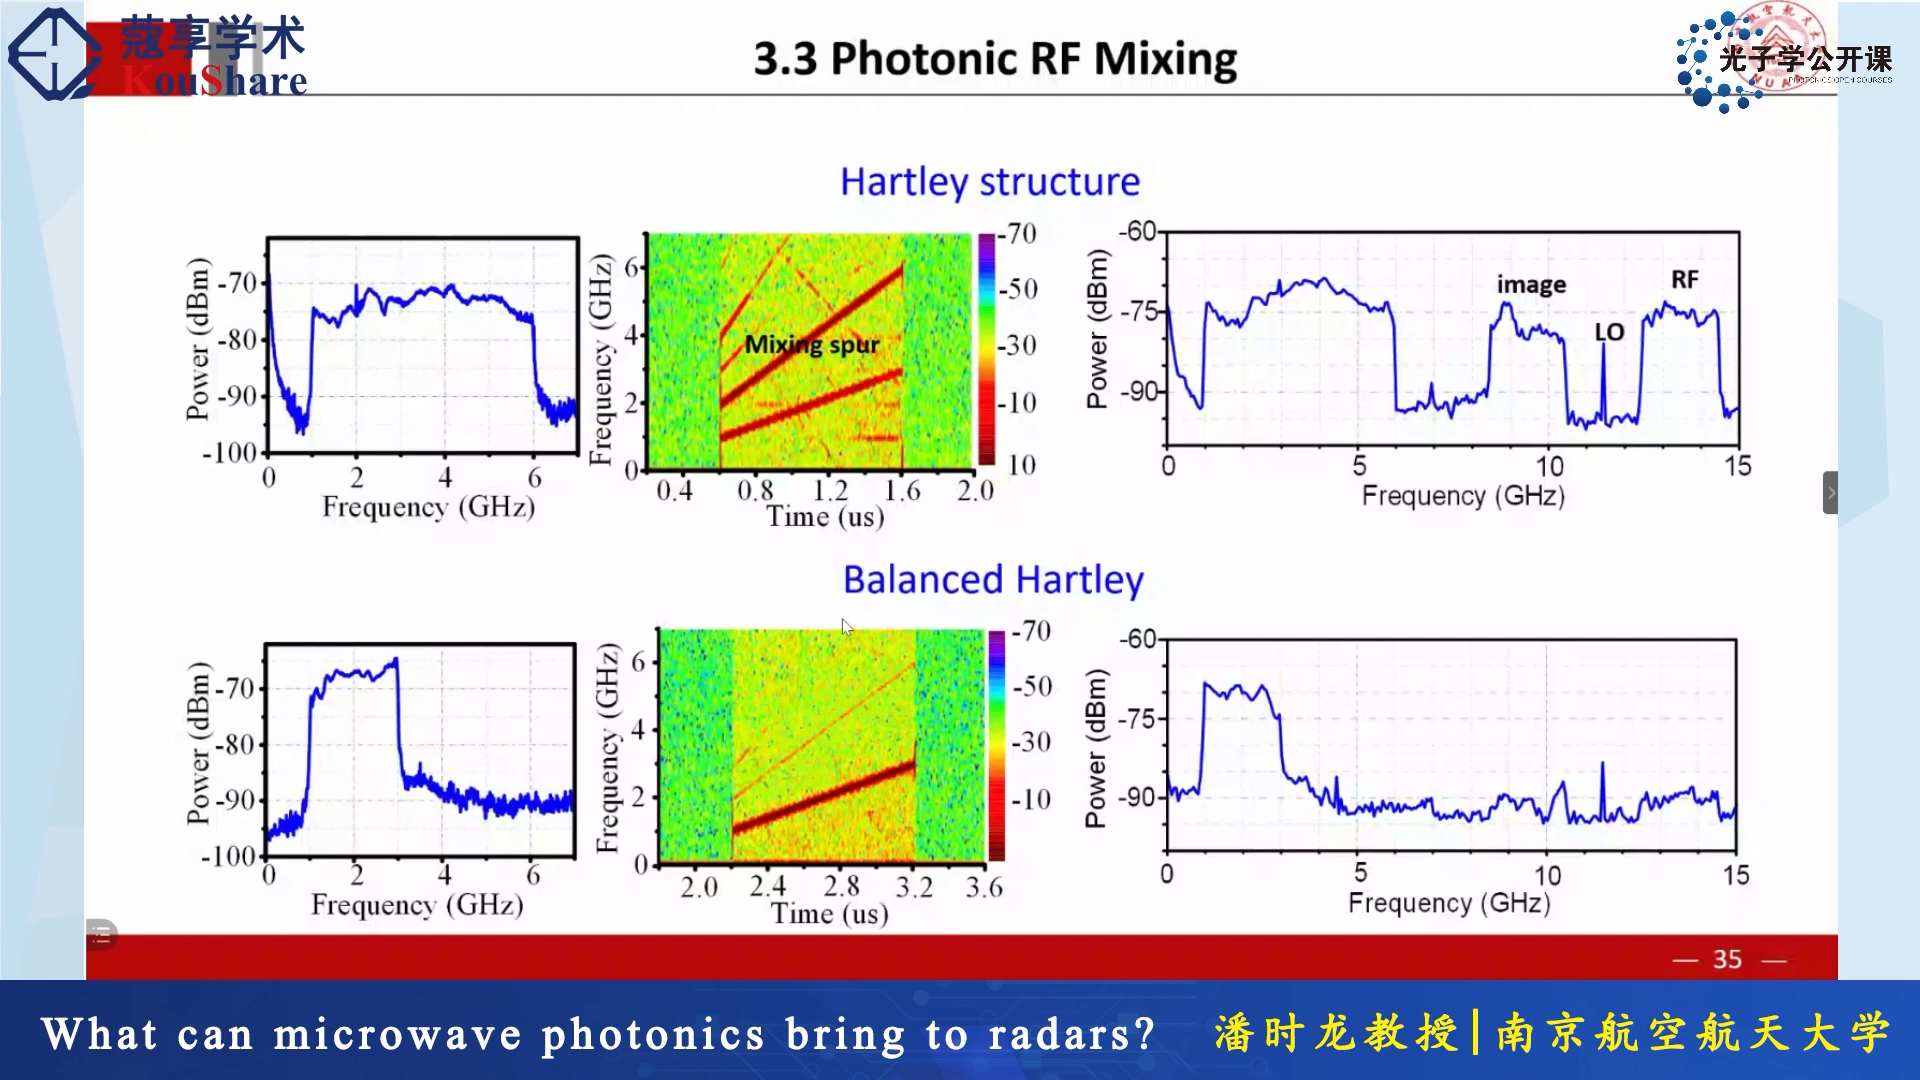 蔻享学术
KouShare
3.3 Photonic RF Mixing
光子学公开课
PHOTONICS OPEN COURSES
NUA
Hartley structure
Power (dBm)
-70
-80
-90
-100
0 2 4 6
Frequency (GHz)
Frequency (GHz)
6
4
2
0
Mixing spur
0.4 0.8 1.2 1.6 2.0
Time (us)
-70
-50
-30
-10
10
Power (dBm)
-60
-75
-90
image
LO
RF
0 5 10 15
Frequency (GHz)
Balanced Hartley
Power (dBm)
-70
-80
-90
-100
0 2 4 6
Frequency (GHz)
Frequency (GHz)
6
4
2
0
2.0 2.4 2.8 3.2 3.6
Time (us)
-70
-50
-30
-10
Power (dBm)
-60
-75
-90
0 5 10 15
Frequency (GHz)
— 35 —
What can microwave photonics bring to radars?
潘时龙教授|南京航空航天大学